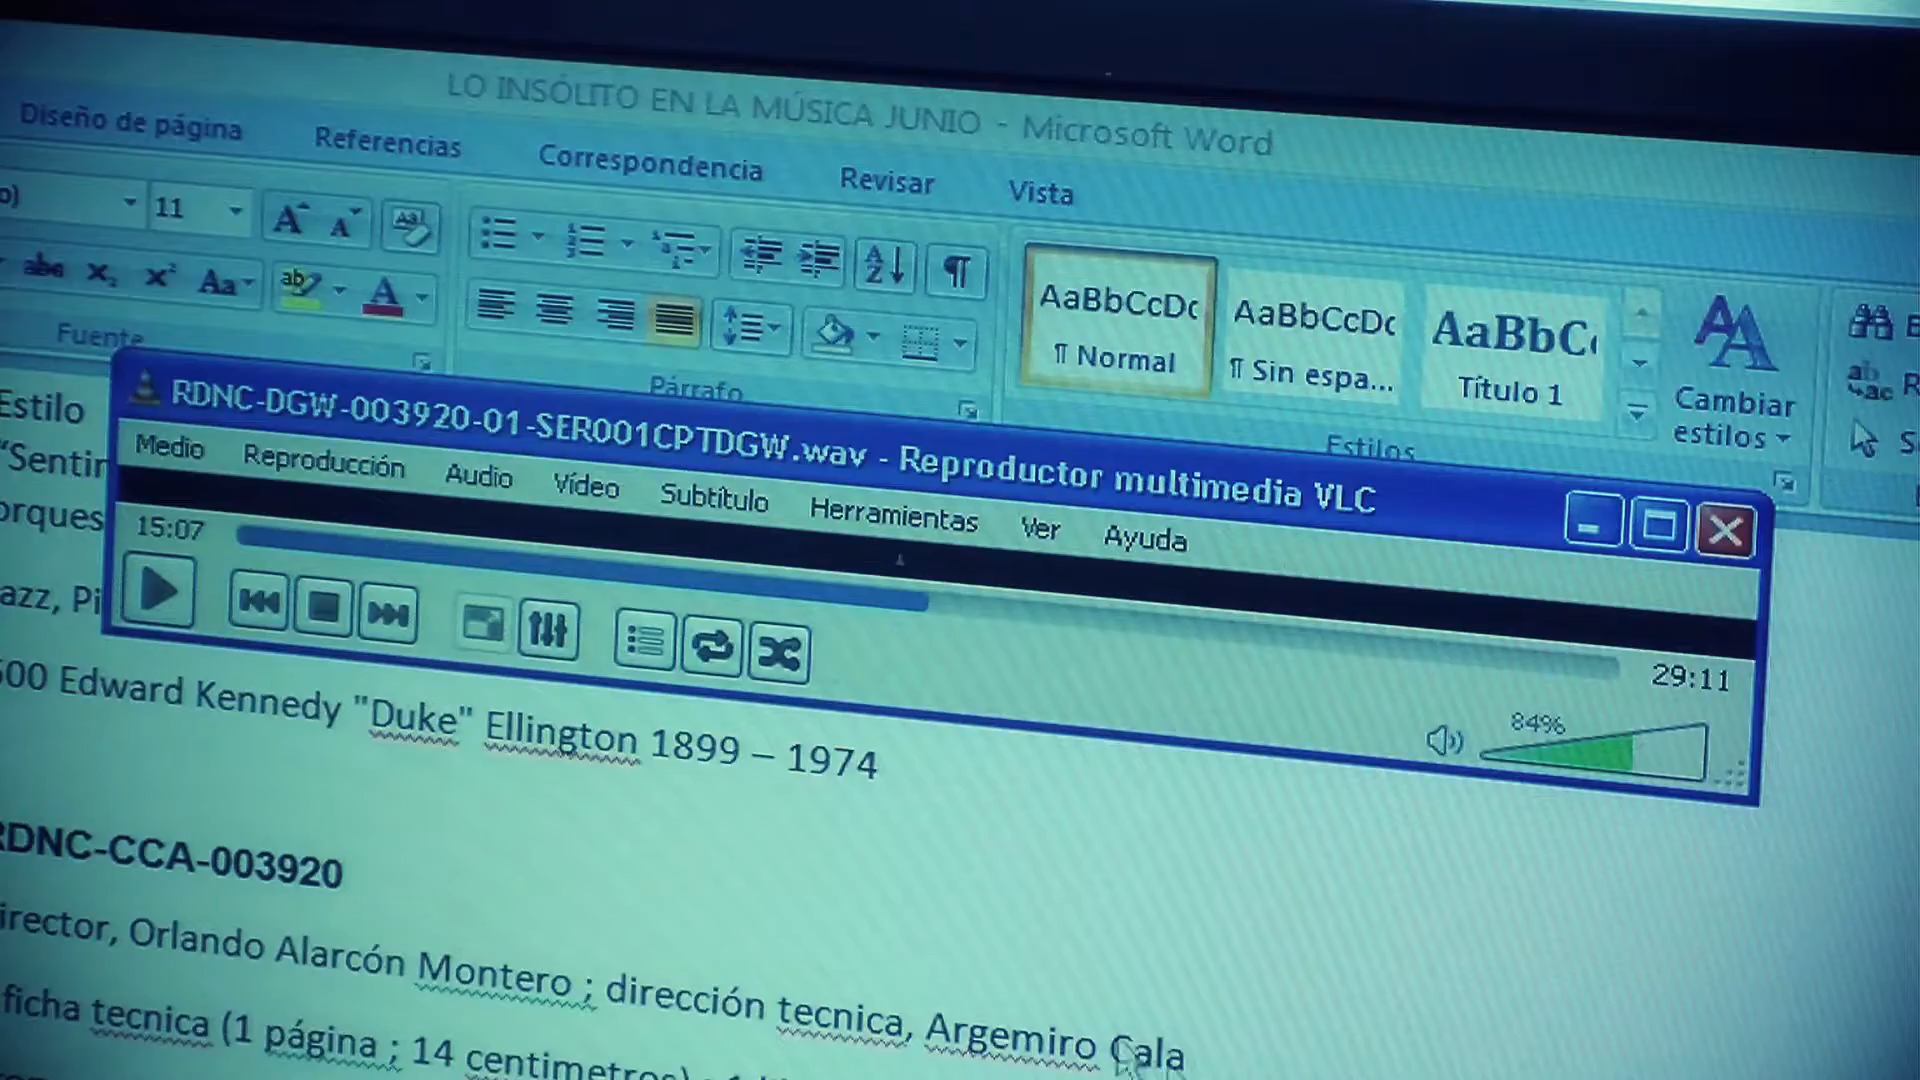 LO INSÓLITO EN LA MÚSICA JUNIO - Microsoft Word
Diseño de página Referencias Correspondencia Revisar Vista
11
AaBbCcDc AaBbCcDc AaBbC
¶ Normal ¶ Sin espa... Título 1
Cambiar estilos
Fuente Párrafo Estilos
RDNC-DGW-003920-01-SER001CPTDGW.wav - Reproductor multimedia VLC
Medio Reproducción Audio Vídeo Subtítulo Herramientas Ver Ayuda
15:07 29:11
84%
Estilo
"Sentir
orques
azz, Pi
500 Edward Kennedy "Duke" Ellington 1899 – 1974
RDNC-CCA-003920
irector, Orlando Alarcón Montero ; dirección tecnica, Argemiro Cala
ficha tecnica (1 página ; 14 centimetros)